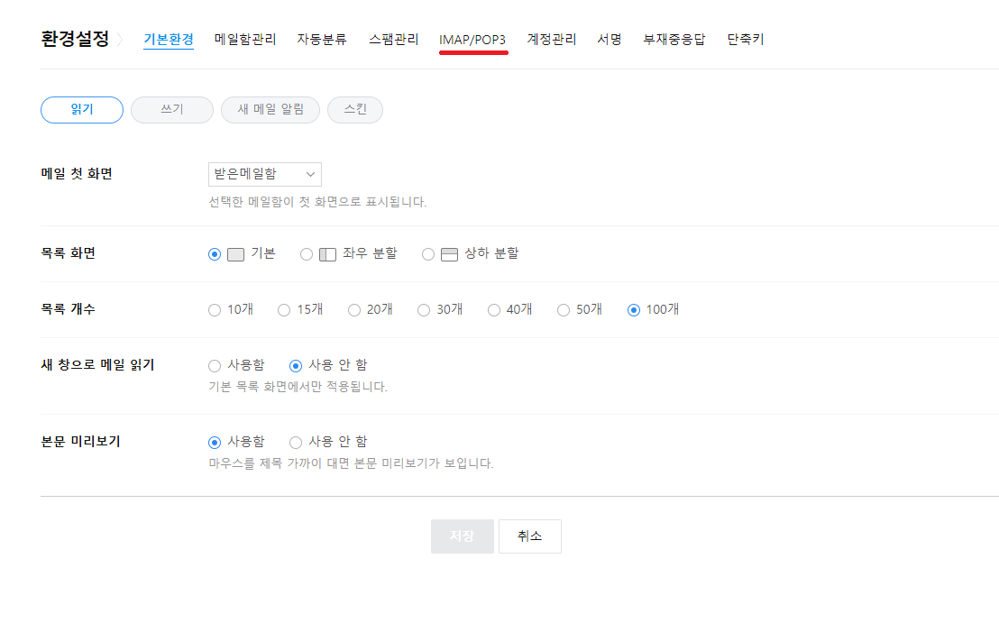 환경설정 기본환경 메일함관리 자동분류 스팸관리 IMAP/POP3 계정관리 서명 부재중응답 단축키
읽기 쓰기 새 메일 알림 스킨
메일 첫 화면 받은메일함
선택한 메일함이 첫 화면으로 표시됩니다.
목록 화면 기본 좌우 분할 상하 분할
목록 개수 10개 15개 20개 30개 40개 50개 100개
새 창으로 메일 읽기 사용함 사용 안 함
기본 목록 화면에서만 적용됩니다.
본문 미리보기 사용함 사용 안 함
마우스를 제목 가까이 대면 본문 미리보기가 보입니다.
저장 취소